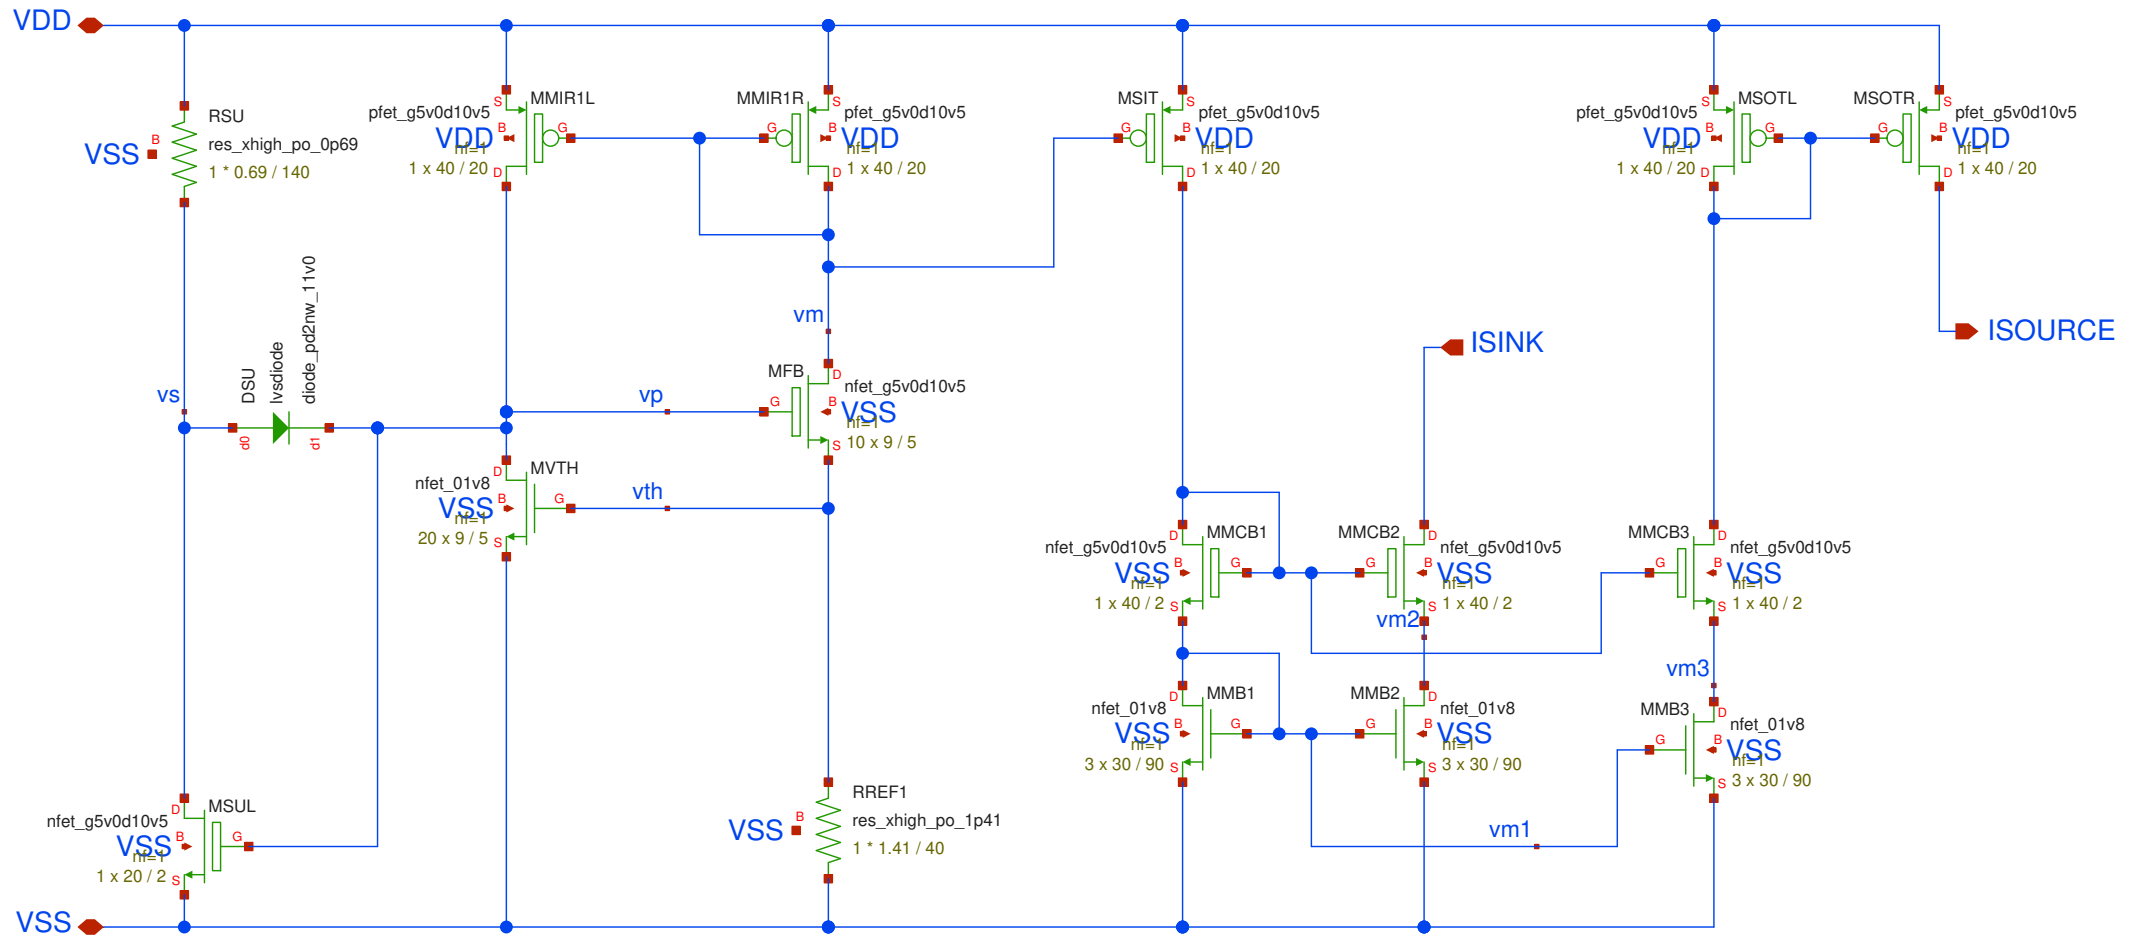 VDD
RSU
res_xhigh_po_0p69
1 * 0.69 / 140
B
VSS
MMIR1L
pfet_g5v0d10v5
VDD
nf=1
1 x 40 / 20
S
B
G
D
MMIR1R
pfet_g5v0d10v5
VDD
nf=1
1 x 40 / 20
G
S
B
D
MSIT
pfet_g5v0d10v5
VDD
nf=1
1 x 40 / 20
G
S
B
D
MSOTL
pfet_g5v0d10v5
VDD
nf=1
1 x 40 / 20
S
B
G
D
MSOTR
pfet_g5v0d10v5
VDD
nf=1
1 x 40 / 20
G
S
B
D
ISOURCE
ISINK
vs
DSU
lvsdiode
diode_pd2nw_11v0
d0
d1
vm
vp
MFB
nfet_g5v0d10v5
VSS
nf=1
10 x 9 / 5
G
D
B
S
MVTH
nfet_01v8
VSS
nf=1
20 x 9 / 5
D
B
G
S
vth
MMCB1
nfet_g5v0d10v5
VSS
nf=1
1 x 40 / 2
D
B
G
S
MMCB2
nfet_g5v0d10v5
VSS
nf=1
1 x 40 / 2
G
D
B
S
vm2
MMCB3
nfet_g5v0d10v5
VSS
nf=1
1 x 40 / 2
G
D
B
S
vm3
MMB1
nfet_01v8
VSS
nf=1
3 x 30 / 90
D
B
G
S
MMB2
nfet_01v8
VSS
nf=1
3 x 30 / 90
G
D
B
S
MMB3
nfet_01v8
VSS
nf=1
3 x 30 / 90
G
D
B
S
vm1
MSUL
nfet_g5v0d10v5
VSS
nf=1
1 x 20 / 2
D
B
G
S
RREF1
res_xhigh_po_1p41
1 * 1.41 / 40
B
VSS
VSS